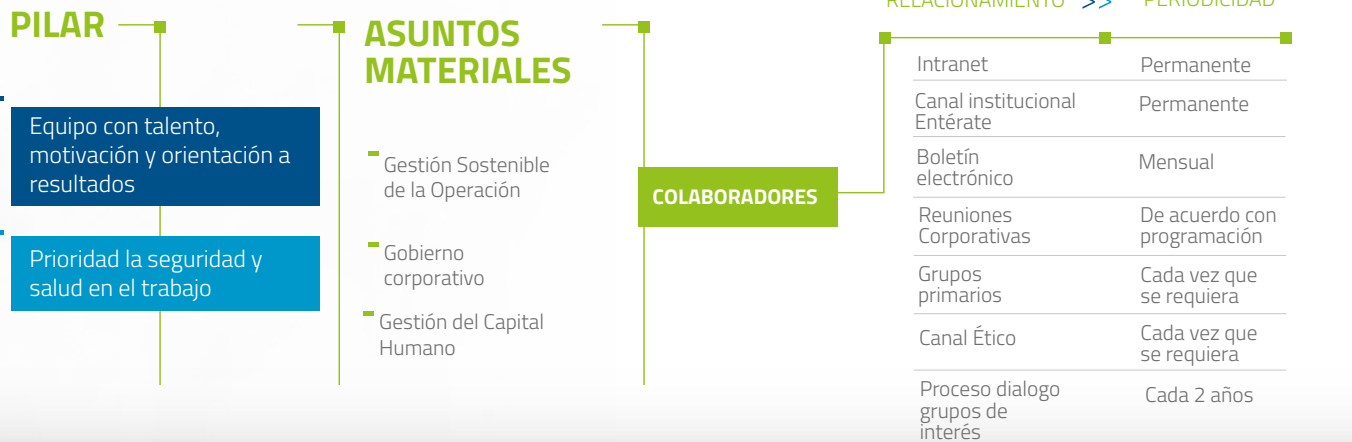 PILAR
Equipo con talento,
motivación y orientación a
resultados
Prioridad la seguridad y
salud en el trabajo
ASUNTOS
MATERIALES
Gestión Sostenible
de la Operación
Gobierno
corporativo
Gestión del Capital
Humano
COLABORADORES
RELACIONAMIENTO >> PERIODICIDAD
Intranet Permanente
Canal institucional
Entérate
Permanente
Boletín
electrónico
Mensual
Reuniones
Corporativas
De acuerdo con
programación
Grupos
primarios
Cada vez que
se requiera
Canal Ético
Cada vez que
se requiera
Proceso dialogo
grupos de
interés
Cada 2 años